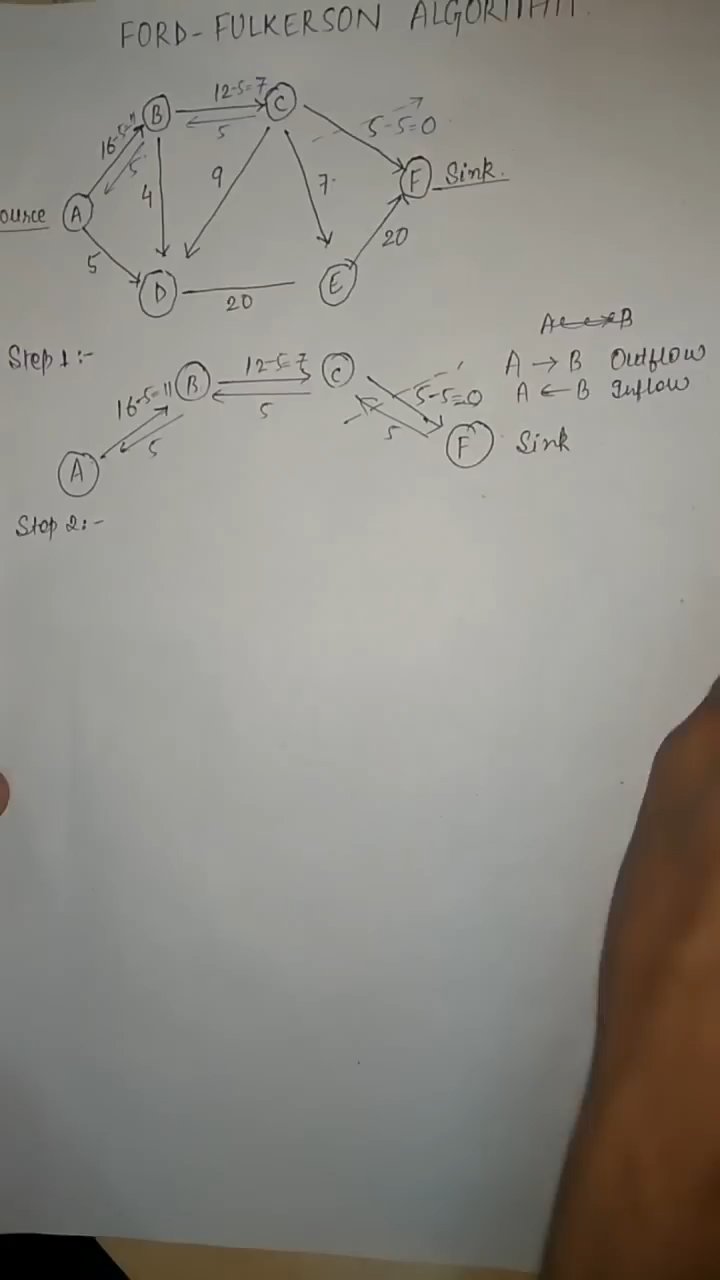 FORD-FULKERSON ALGORITHM.
12-5=7
B
C
16-5=11
5
5
5-5=0
4
9
7
F Sink.
ource A
20
5
D
E
20
A B
Step 1:-
12-5=7
B
C
A → B Outflow
16-5=11
5-5=0
A ← B Inflow
5
5
5
F Sink
A
Step 2:-